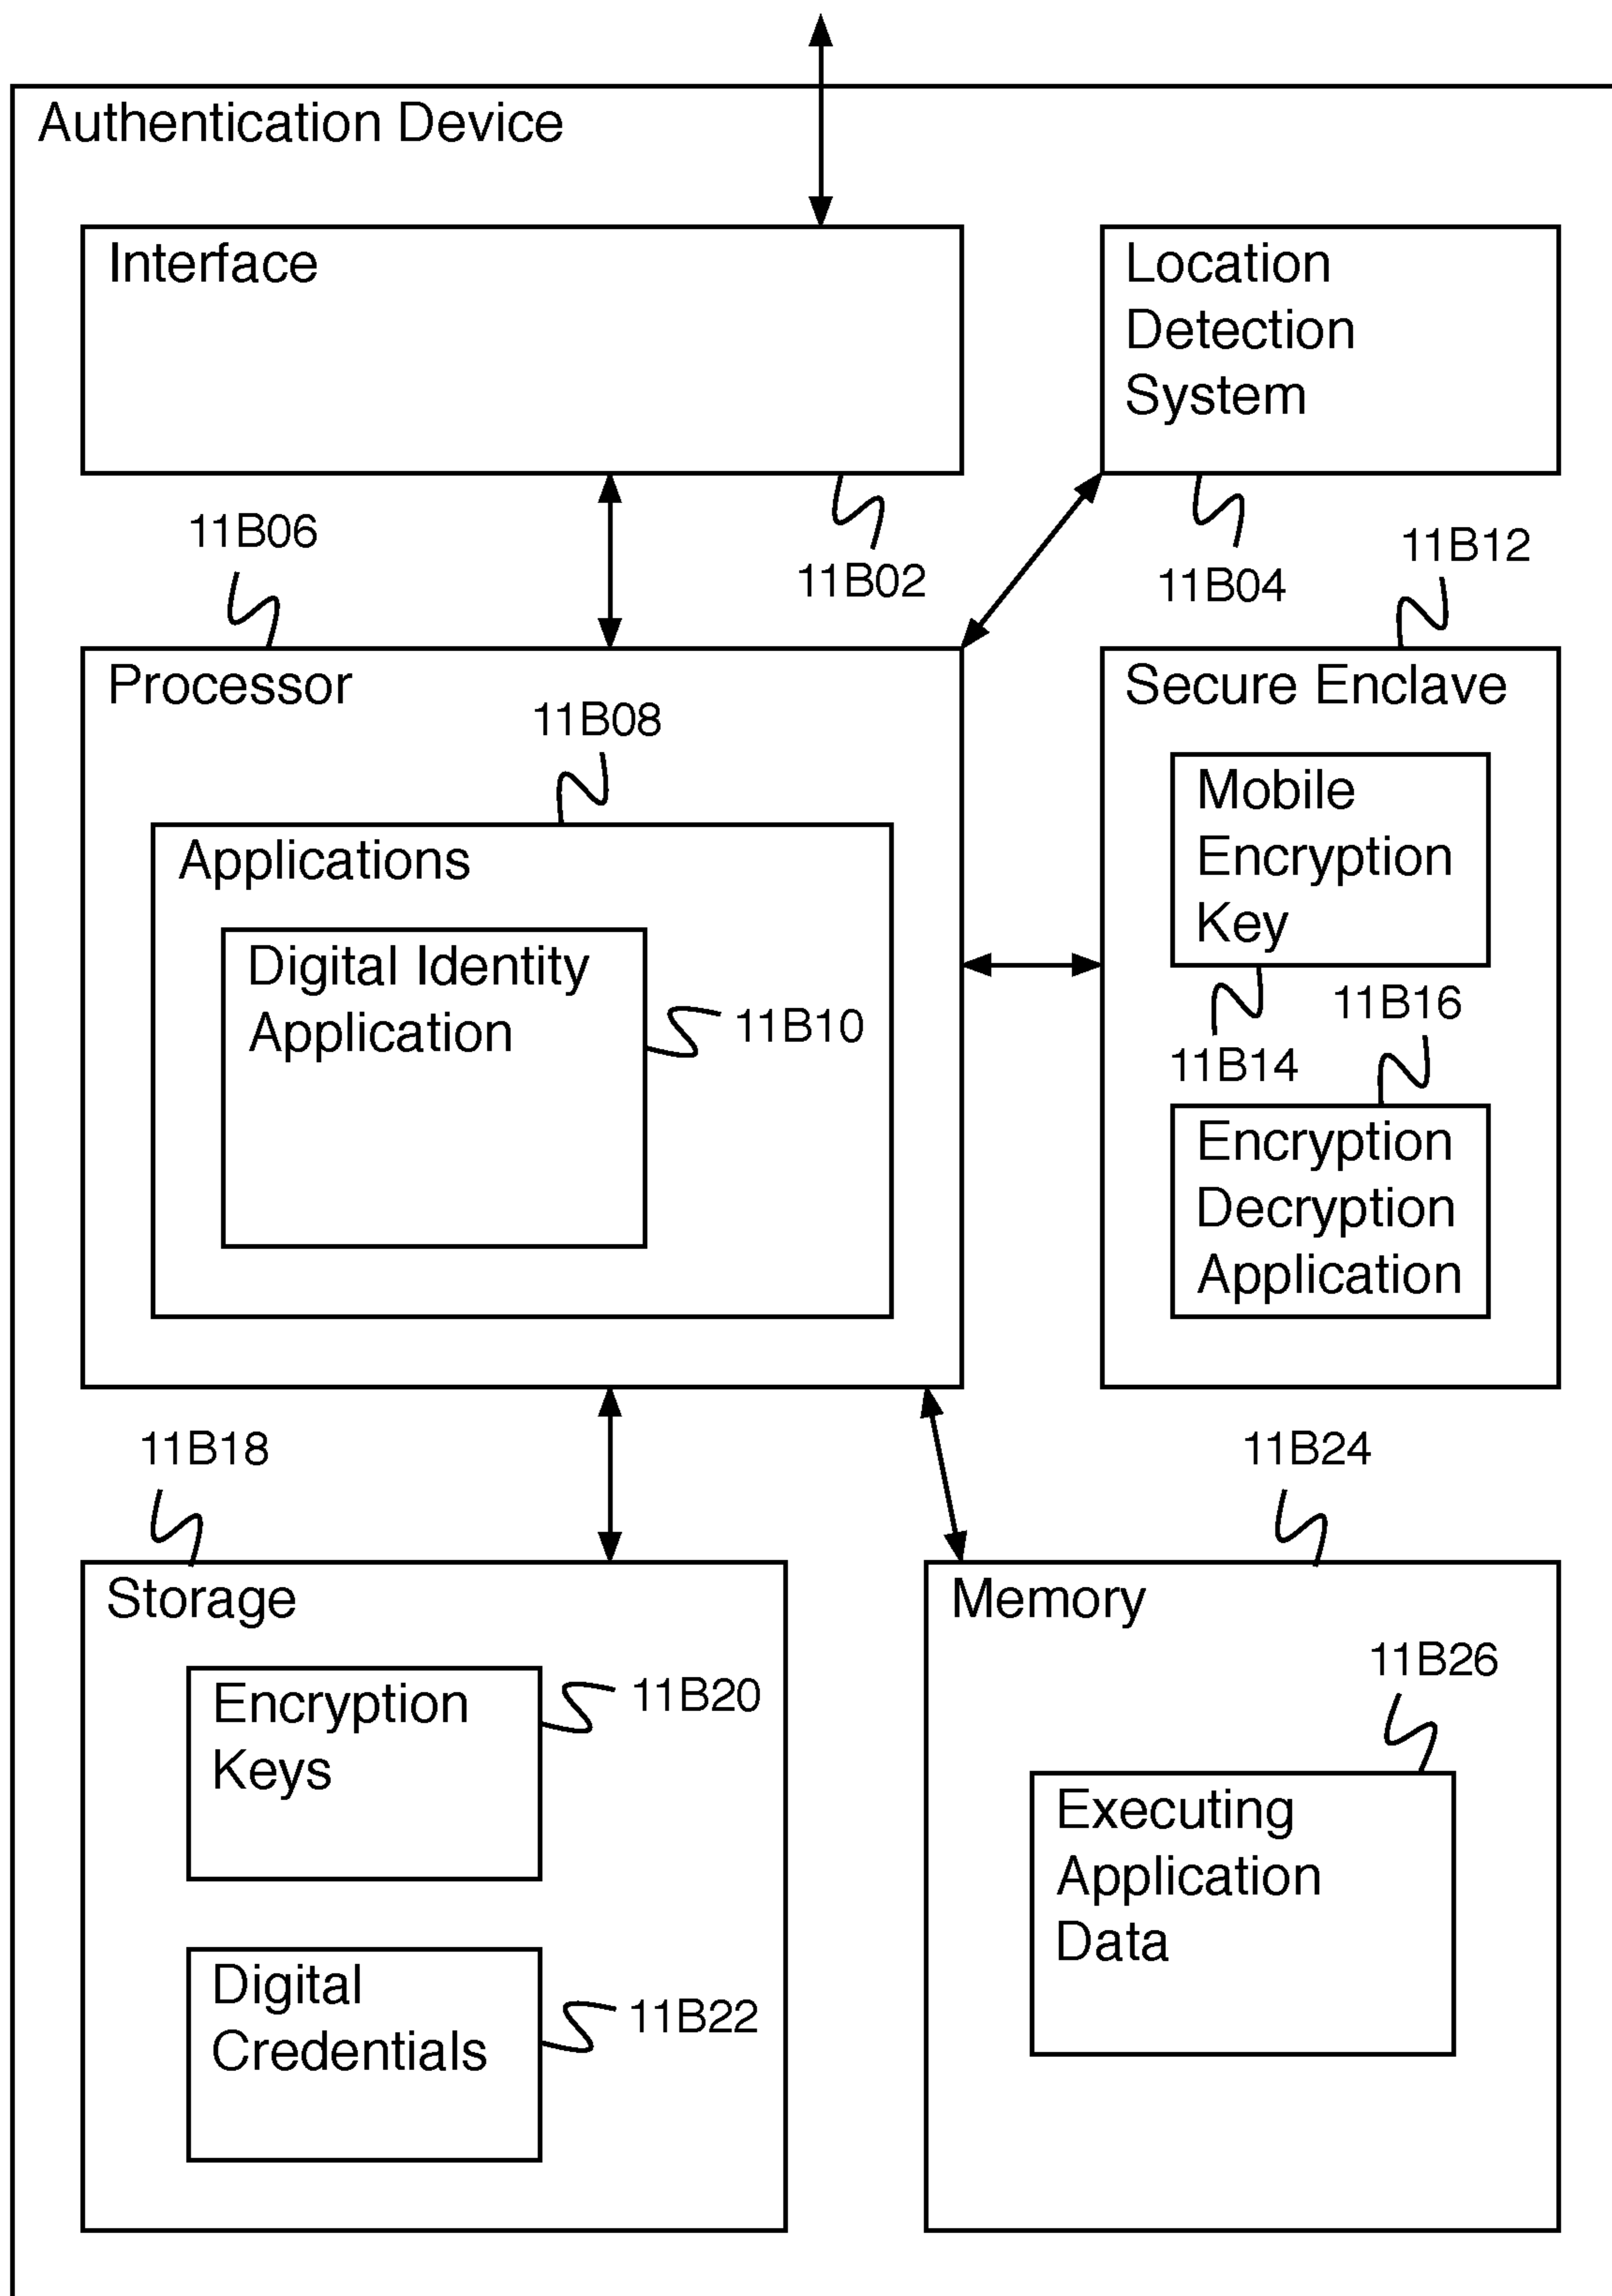 Authentication Device
Interface
Location
Detection
System
11B06
11B02
11B04
11B12
Processor
11B08
Applications
Digital Identity
Application
11B10
Secure Enclave
Mobile
Encryption
Key
11B14
11B16
Encryption
Decryption
Application
11B18
11B24
Storage
Encryption
Keys
11B20
Digital
Credentials
11B22
Memory
11B26
Executing
Application
Data